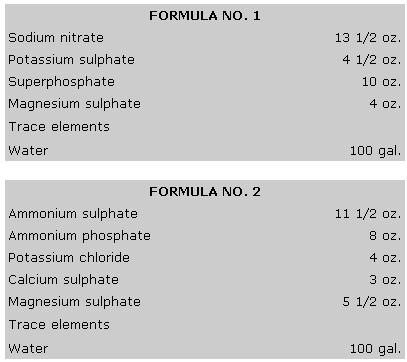 FORMULA NO. 1
Sodium nitrate 13 1/2 oz.
Potassium sulphate 4 1/2 oz.
Superphosphate 10 oz.
Magnesium sulphate 4 oz.
Trace elements
Water 100 gal.
FORMULA NO. 2
Ammonium sulphate 11 1/2 oz.
Ammonium phosphate 8 oz.
Potassium chloride 4 oz.
Calcium sulphate 3 oz.
Magnesium sulphate 5 1/2 oz.
Trace elements
Water 100 gal.